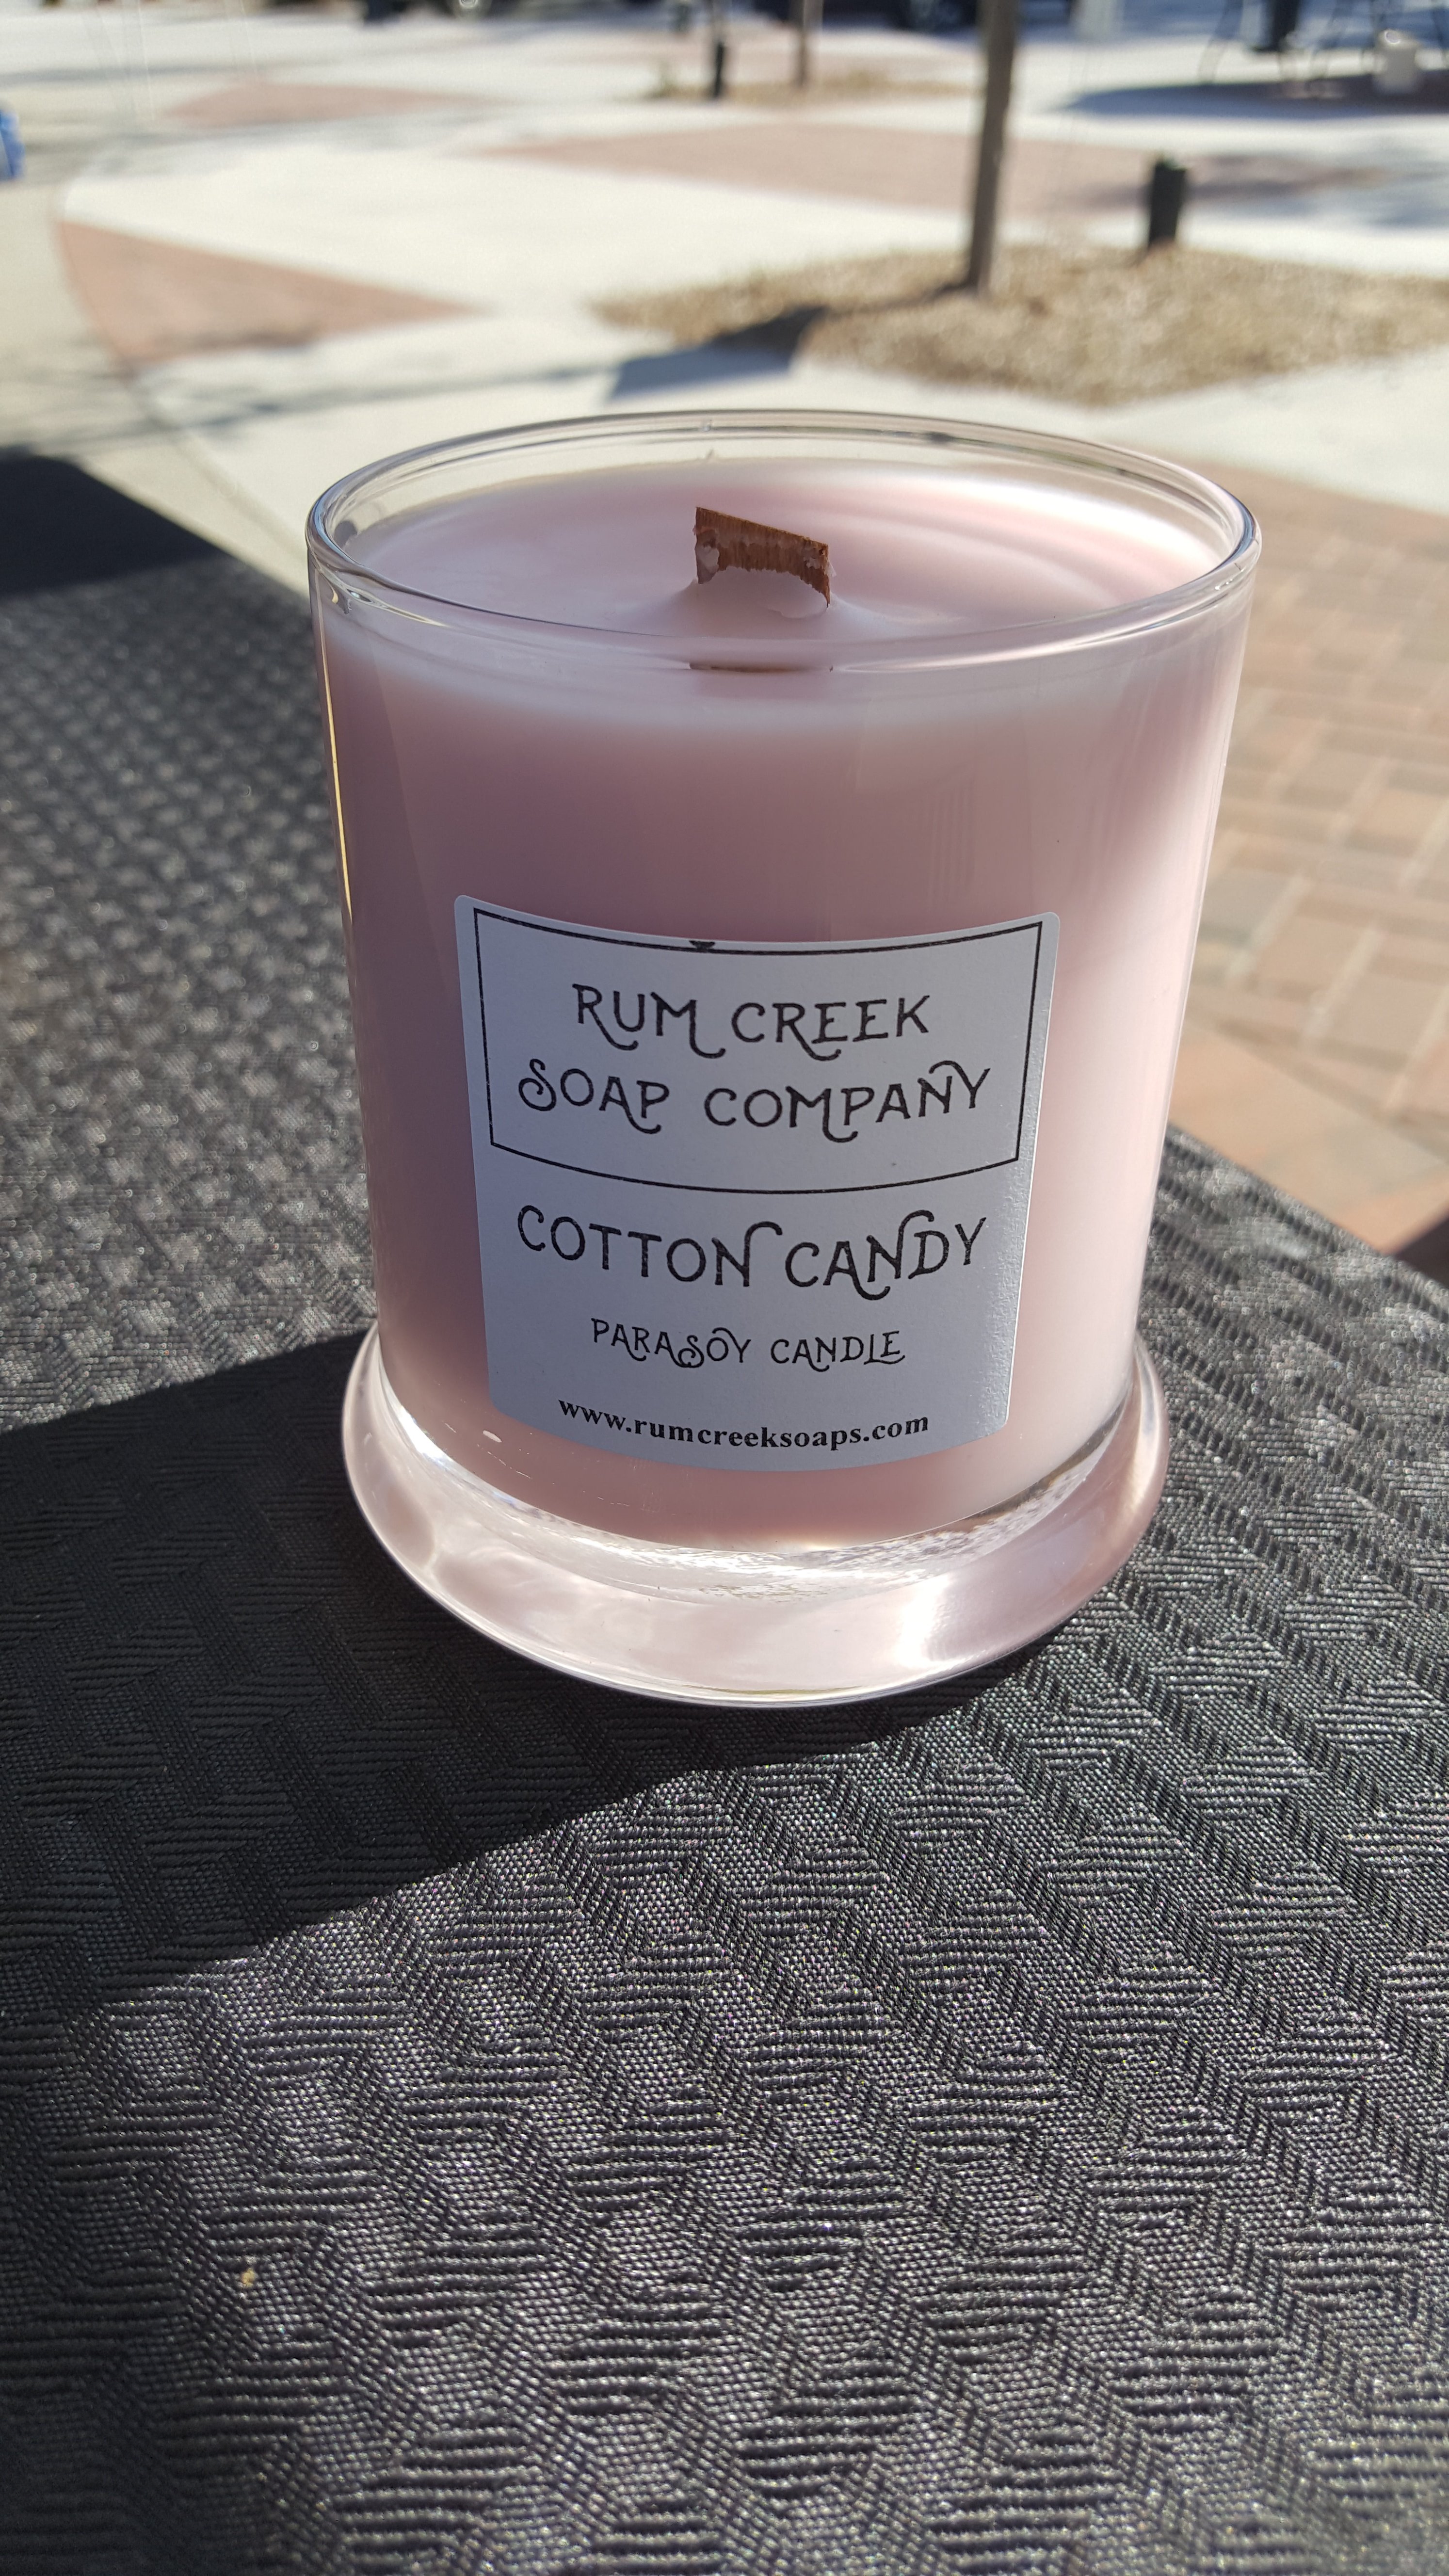 RUM CREEK
SOAP COMPANY
COTTON CANDY
PARASOY CANDLE
www.rumcreeksoaps.com